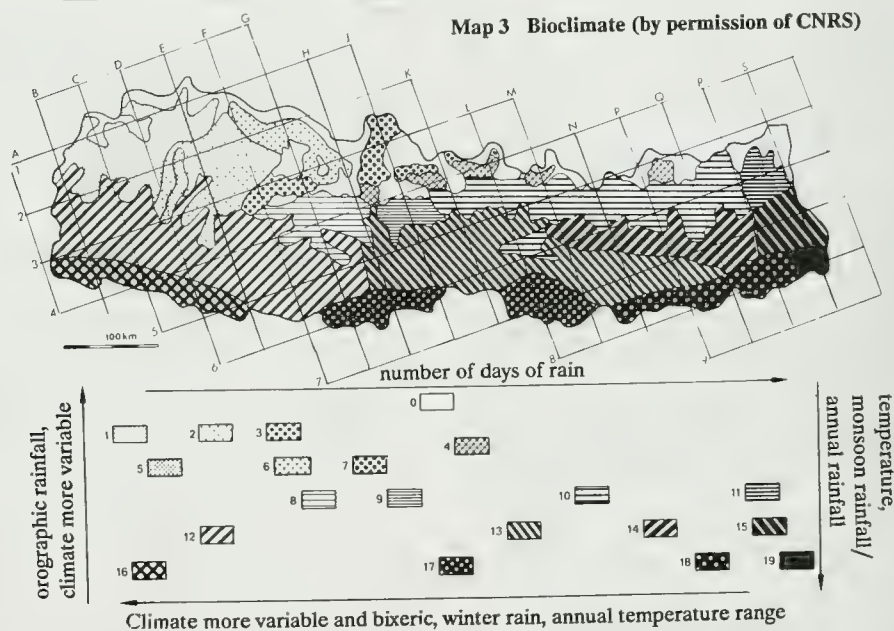 Map 3 Bioclimate (by permission of CNRS)
A
B
C
D
E
F
G
H
J
K
L
M
N
P
Q
P
S
1
2
3
4
5
6
7
8
100 km
number of days of rain
orographic rainfall,
climate more variable
temperature,
monsoon rainfall/
annual rainfall
0
1
2
3
4
5
6
7
8
9
10
11
12
13
14
15
16
17
18
19
Climate more variable and bixeric, winter rain, annual temperature range